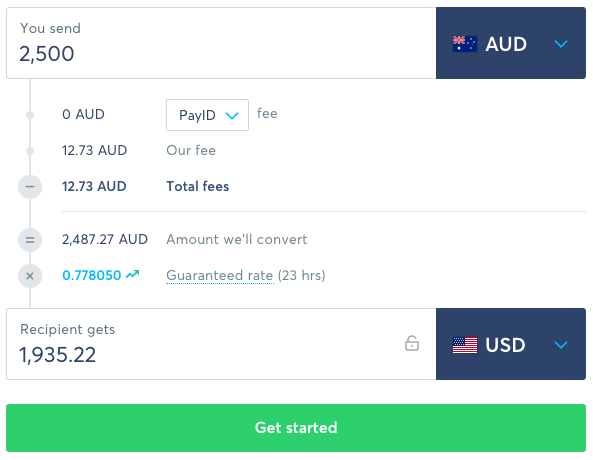 You send
2,500
AUD
0 AUD PayID fee
12.73 AUD Our fee
− 12.73 AUD Total fees
= 2,487.27 AUD Amount we'll convert
× 0.778050 Guaranteed rate (23 hrs)
Recipient gets
1,935.22
USD
Get started